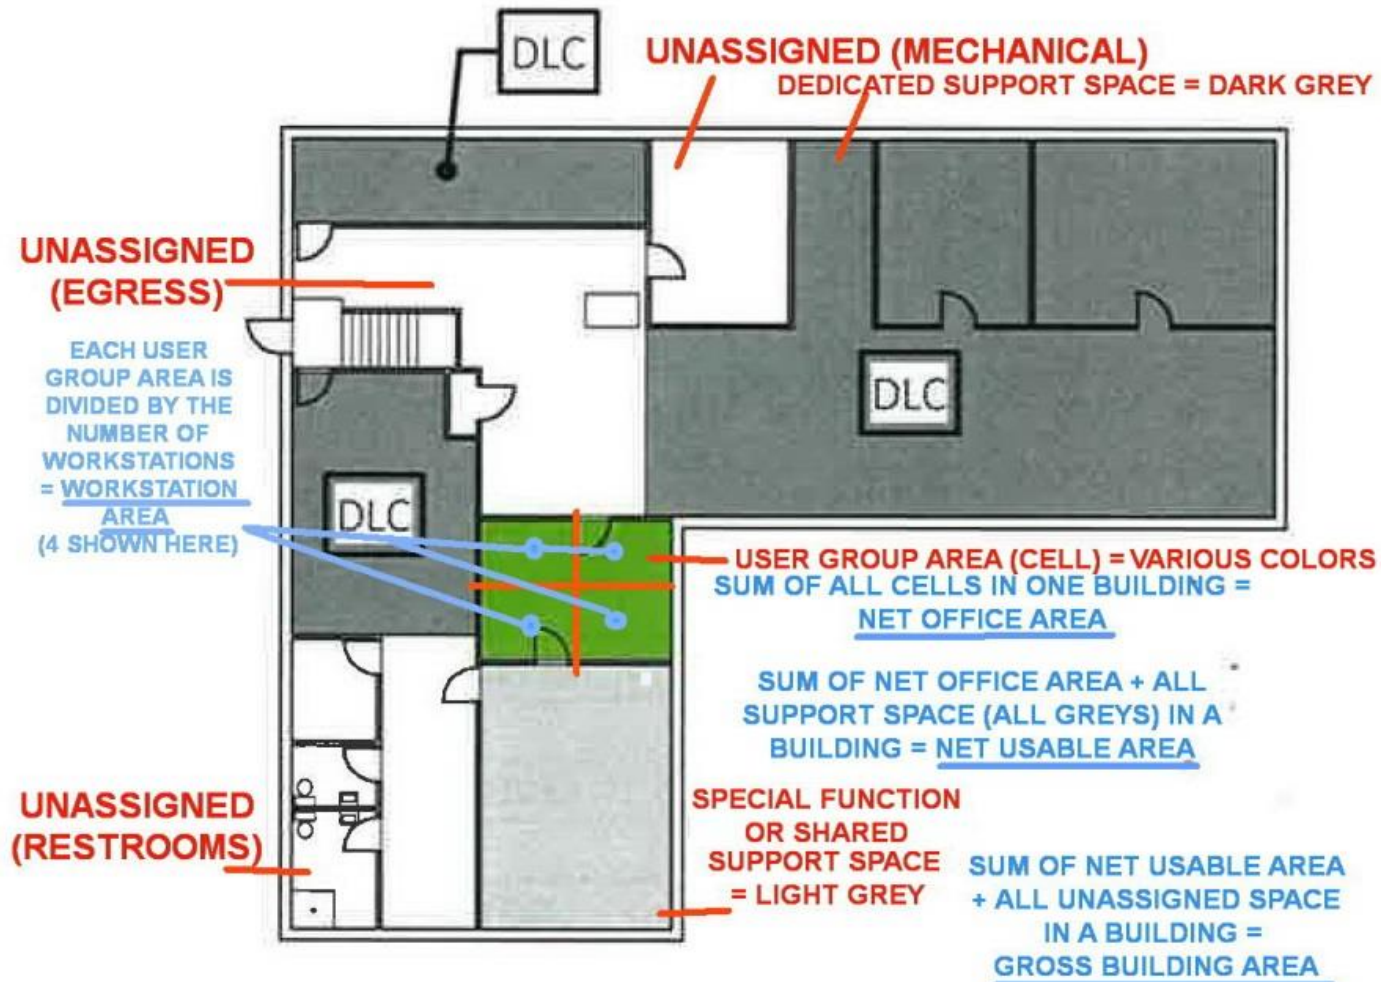 DLC
UNASSIGNED (MECHANICAL)
DEDICATED SUPPORT SPACE = DARK GREY
UNASSIGNED
(EGRESS)
EACH USER
GROUP AREA IS
DIVIDED BY THE
NUMBER OF
WORKSTATIONS
= WORKSTATION
AREA
(4 SHOWN HERE)
DLC
DLC
USER GROUP AREA (CELL) = VARIOUS COLORS
SUM OF ALL CELLS IN ONE BUILDING =
NET OFFICE AREA
SUM OF NET OFFICE AREA + ALL
SUPPORT SPACE (ALL GREYS) IN A
BUILDING = NET USABLE AREA
UNASSIGNED
(RESTROOMS)
SPECIAL FUNCTION
OR SHARED
SUPPORT SPACE
= LIGHT GREY
SUM OF NET USABLE AREA
+ ALL UNASSIGNED SPACE
IN A BUILDING =
GROSS BUILDING AREA